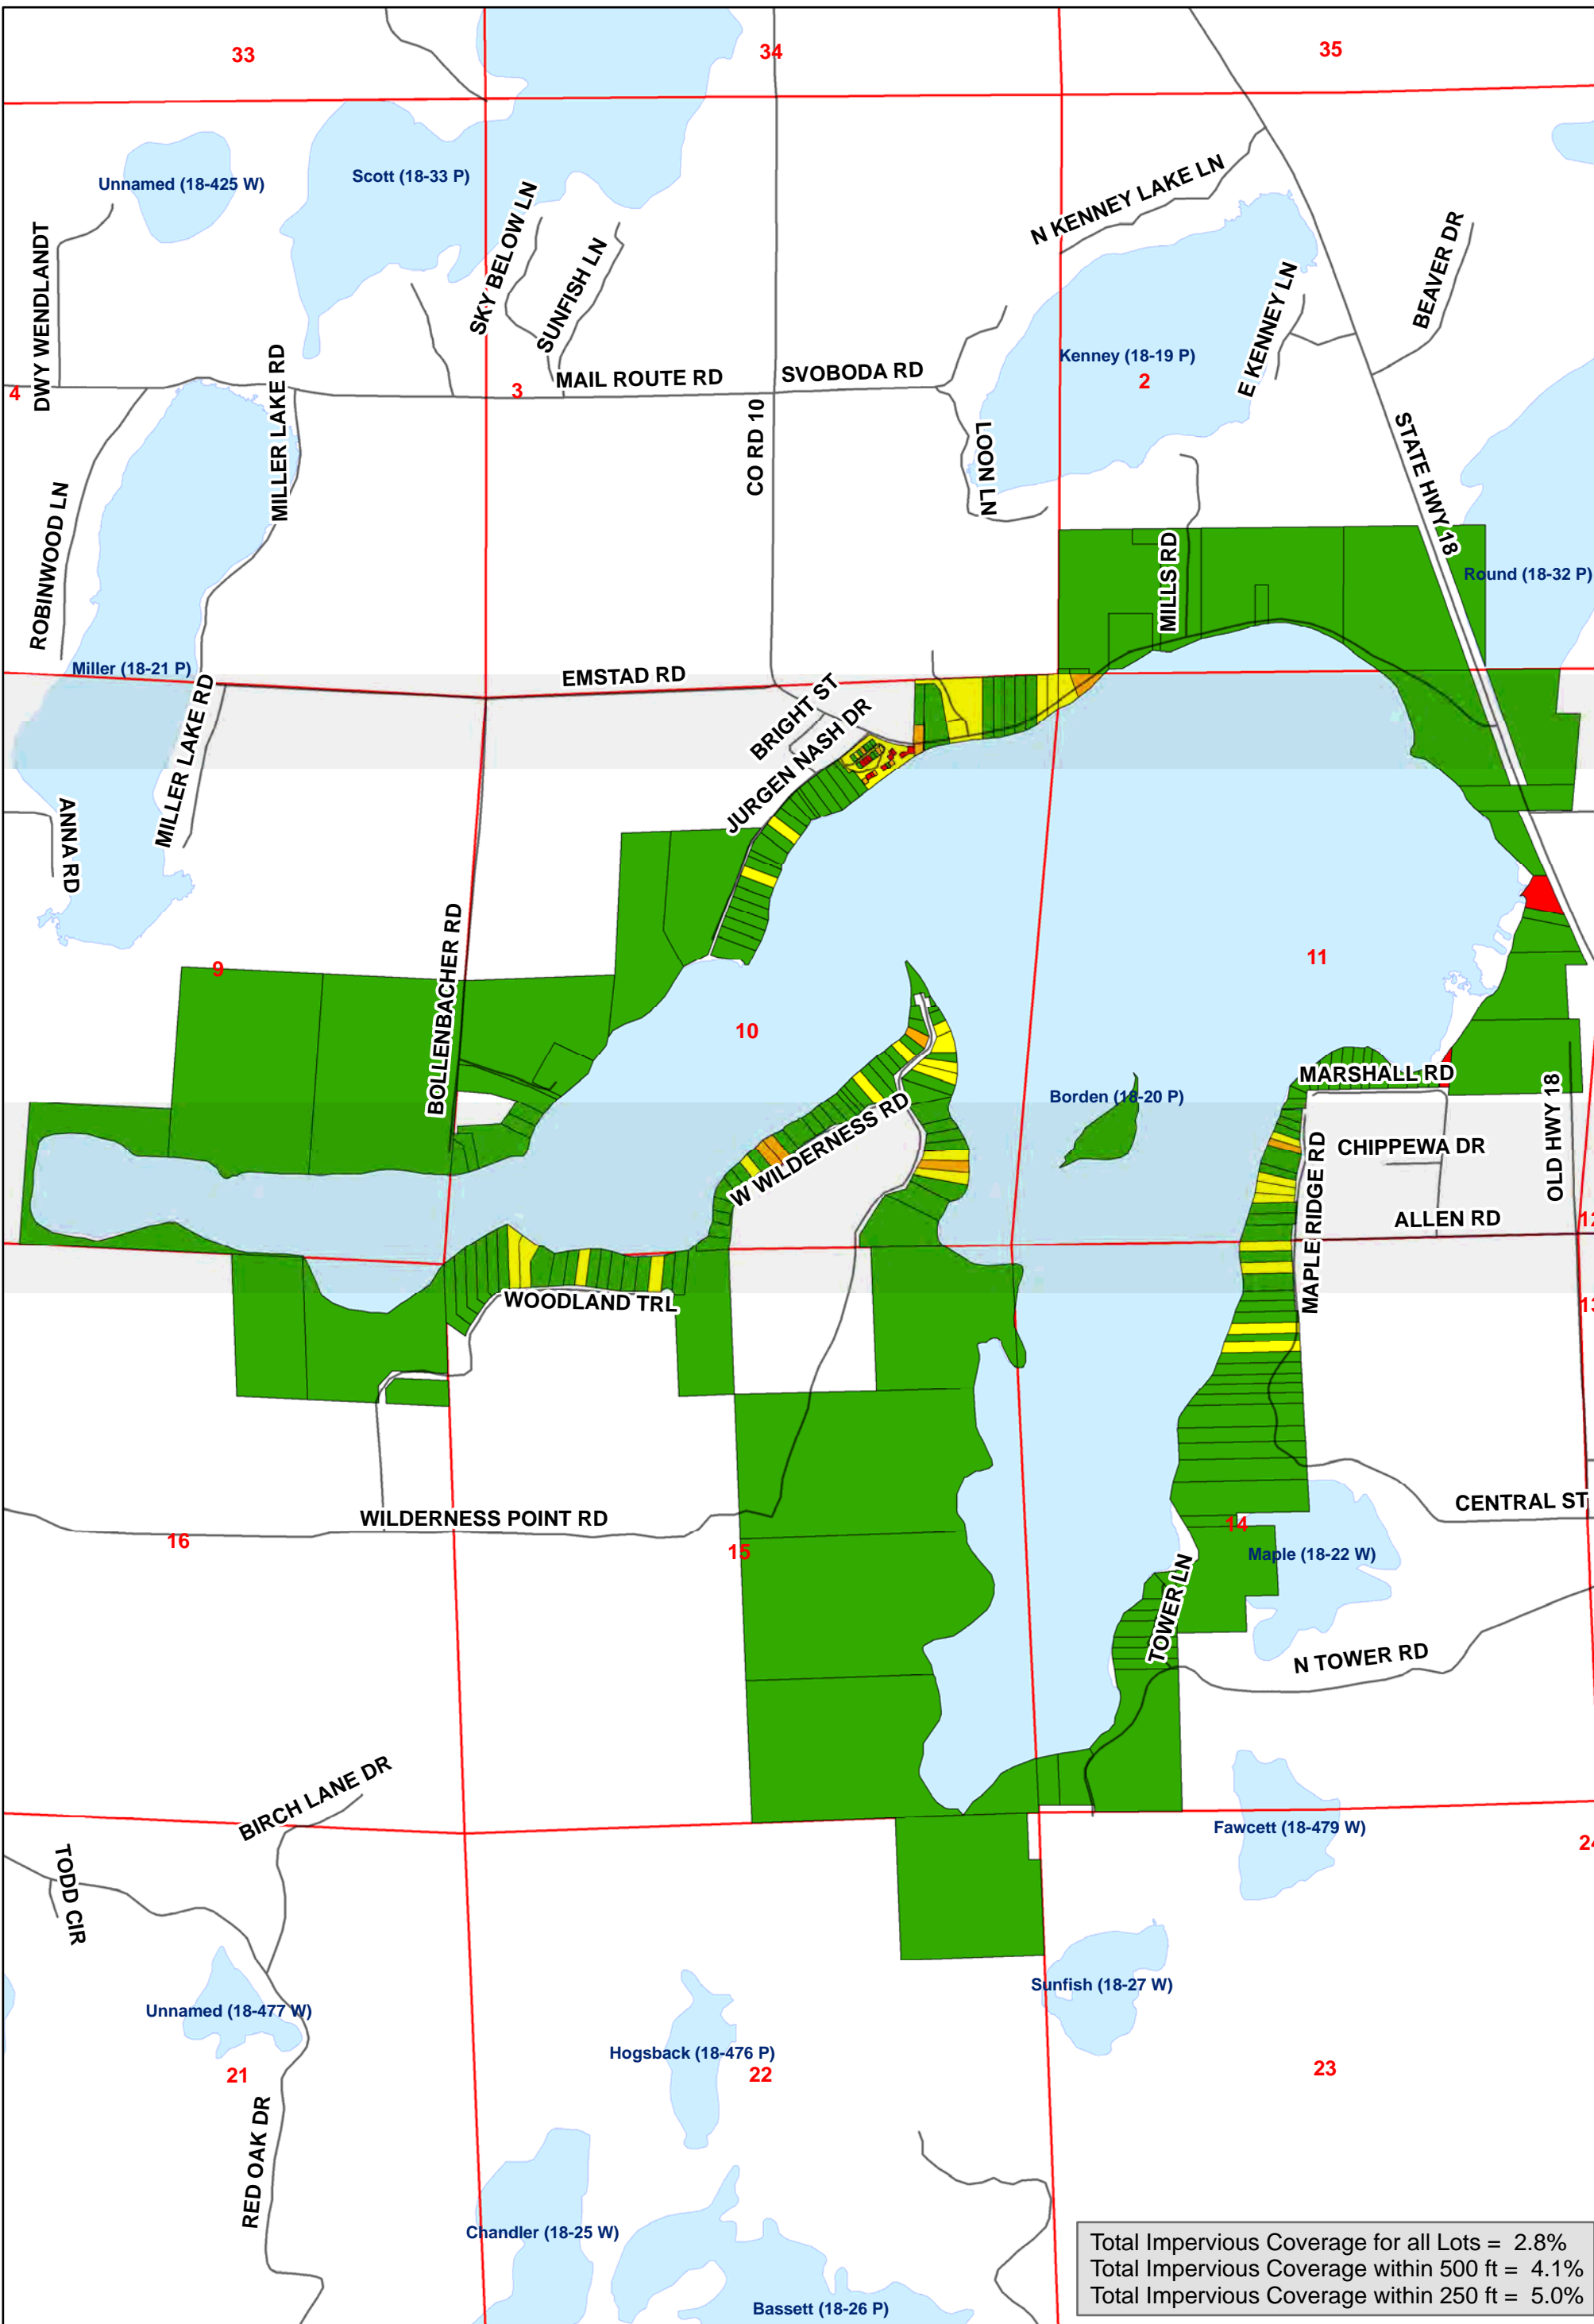 33
34
35
Unnamed (18-425 W)
Scott (18-33 P)
N KENNEY LAKE LN
DWY WENDLANDT
SKY BELOW LN
SUNFISH LN
BEAVER DR
E KENNEY LN
Kenney (18-19 P)
2
4
MILLER LAKE RD
3
MAIL ROUTE RD
SVOBODA RD
CO RD 10
LOON LN
STATE HWY 18
ROBINWOOD LN
MILLS RD
Round (18-32 P)
Miller (18-21 P)
EMSTAD RD
BRIGHT ST
JURGEN NASH DR
MILLER LAKE RD
ANNA RD
BOLLENBACHER RD
9
11
10
MARSHALL RD
Borden (18-20 P)
W WILDERNESS RD
CHIPPEWA DR
OLD HWY 18
MAPLE RIDGE RD
ALLEN RD
12
WOODLAND TRL
13
CENTRAL ST
WILDERNESS POINT RD
16
15
14
Maple (18-22 W)
TOWER LN
N TOWER RD
BIRCH LANE DR
Fawcett (18-479 W)
24
TODD CIR
Sunfish (18-27 W)
Unnamed (18-477 W)
Hogsback (18-476 P)
21
22
23
RED OAK DR
Chandler (18-25 W)
Bassett (18-26 P)
Total Impervious Coverage for all Lots = 2.8%
Total Impervious Coverage within 500 ft = 4.1%
Total Impervious Coverage within 250 ft = 5.0%